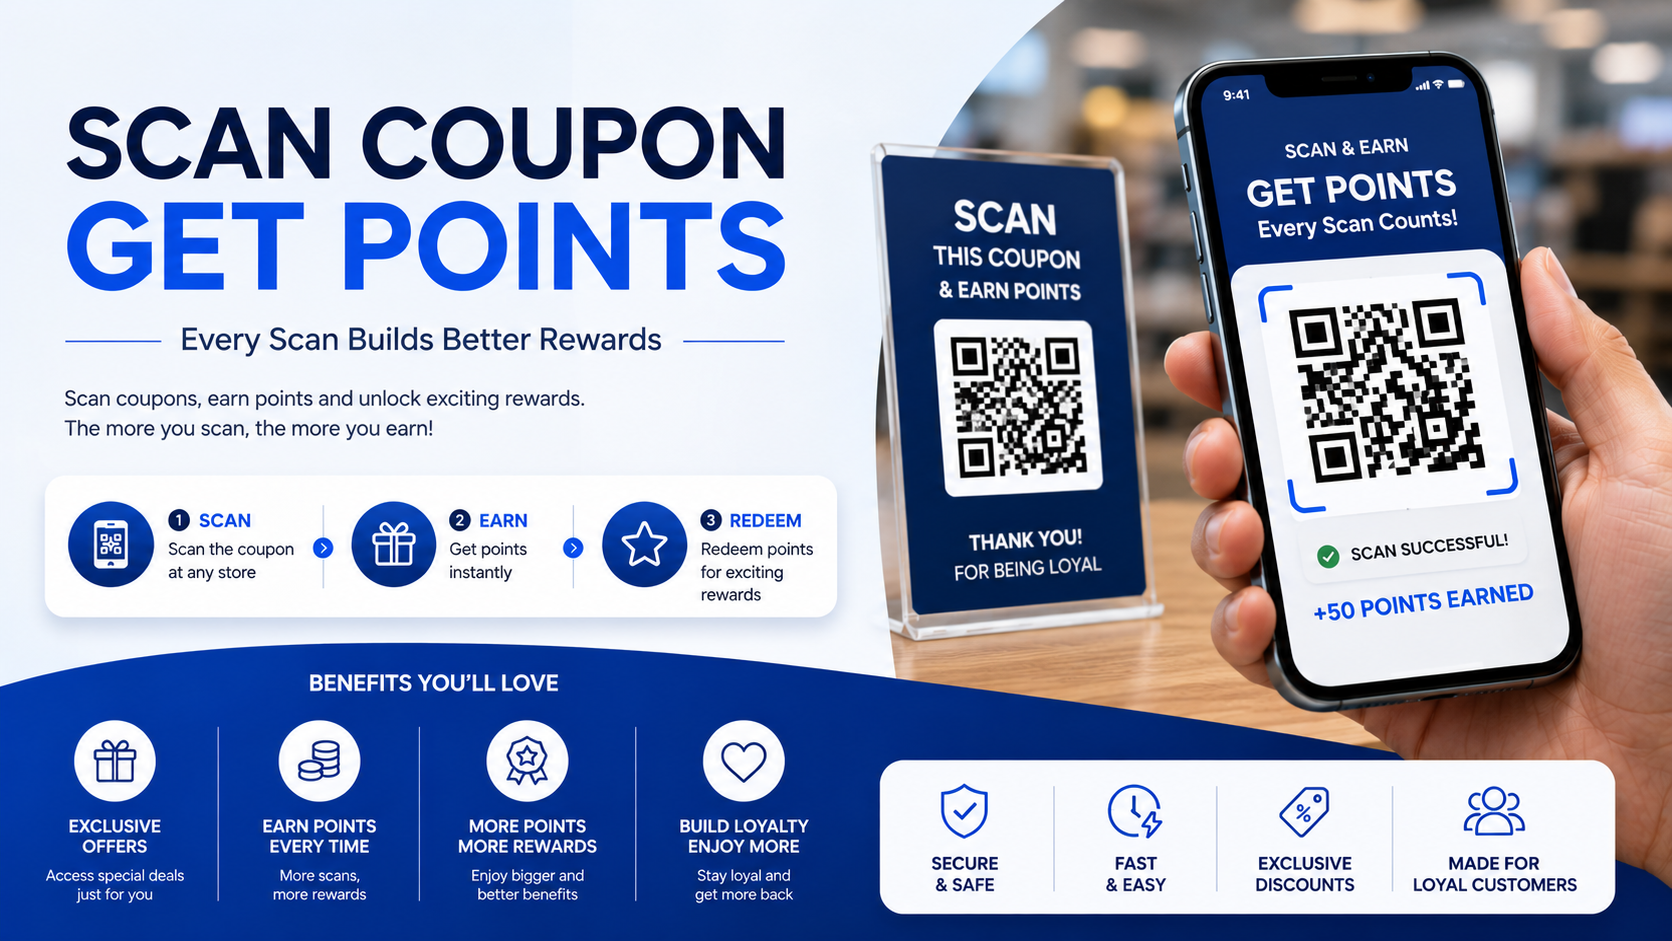 SCAN COUPON
GET POINTS
Every Scan Builds Better Rewards
Scan coupons, earn points and unlock exciting rewards.
The more you scan, the more you earn!
1 SCAN
Scan the coupon
at any store
2 EARN
Get points
instantly
3 REDEEM
Redeem points
for exciting
rewards
SCAN
THIS COUPON
& EARN POINTS
THANK YOU!
FOR BEING LOYAL
9:41
SCAN & EARN
GET POINTS
Every Scan Counts!
SCAN SUCCESSFUL!
+50 POINTS EARNED
BENEFITS YOU'LL LOVE
EXCLUSIVE
OFFERS
Access special deals
just for you
EARN POINTS
EVERY TIME
More scans,
more rewards
MORE POINTS
MORE REWARDS
Enjoy bigger and
better benefits
BUILD LOYALTY
ENJOY MORE
Stay loyal and
get more back
SECURE
& SAFE
FAST
& EASY
EXCLUSIVE
DISCOUNTS
MADE FOR
LOYAL CUSTOMERS